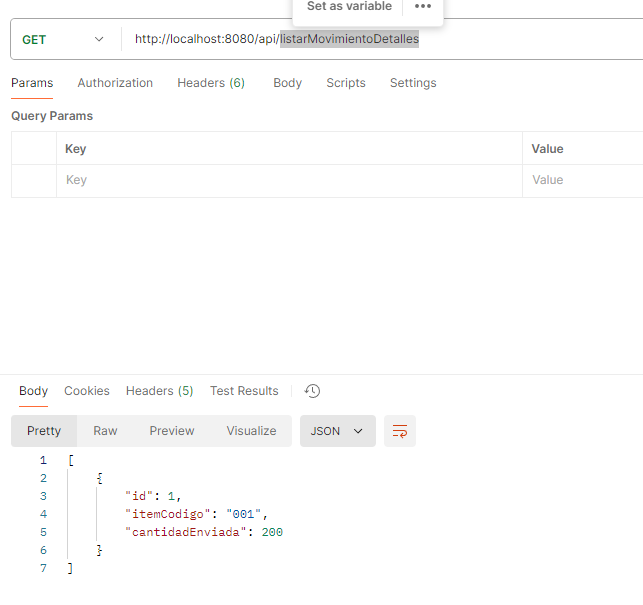 Set as variable •••
GET http://localhost:8080/api/listarMovimientoDetalles
Params Authorization Headers (6) Body Scripts Settings
Query Params
Key Value
Key Value
Body Cookies Headers (5) Test Results
Pretty Raw Preview Visualize JSON
1 [
2 {
3 "id": 1,
4 "itemCodigo": "001",
5 "cantidadEnviada": 200
6 }
7 ]